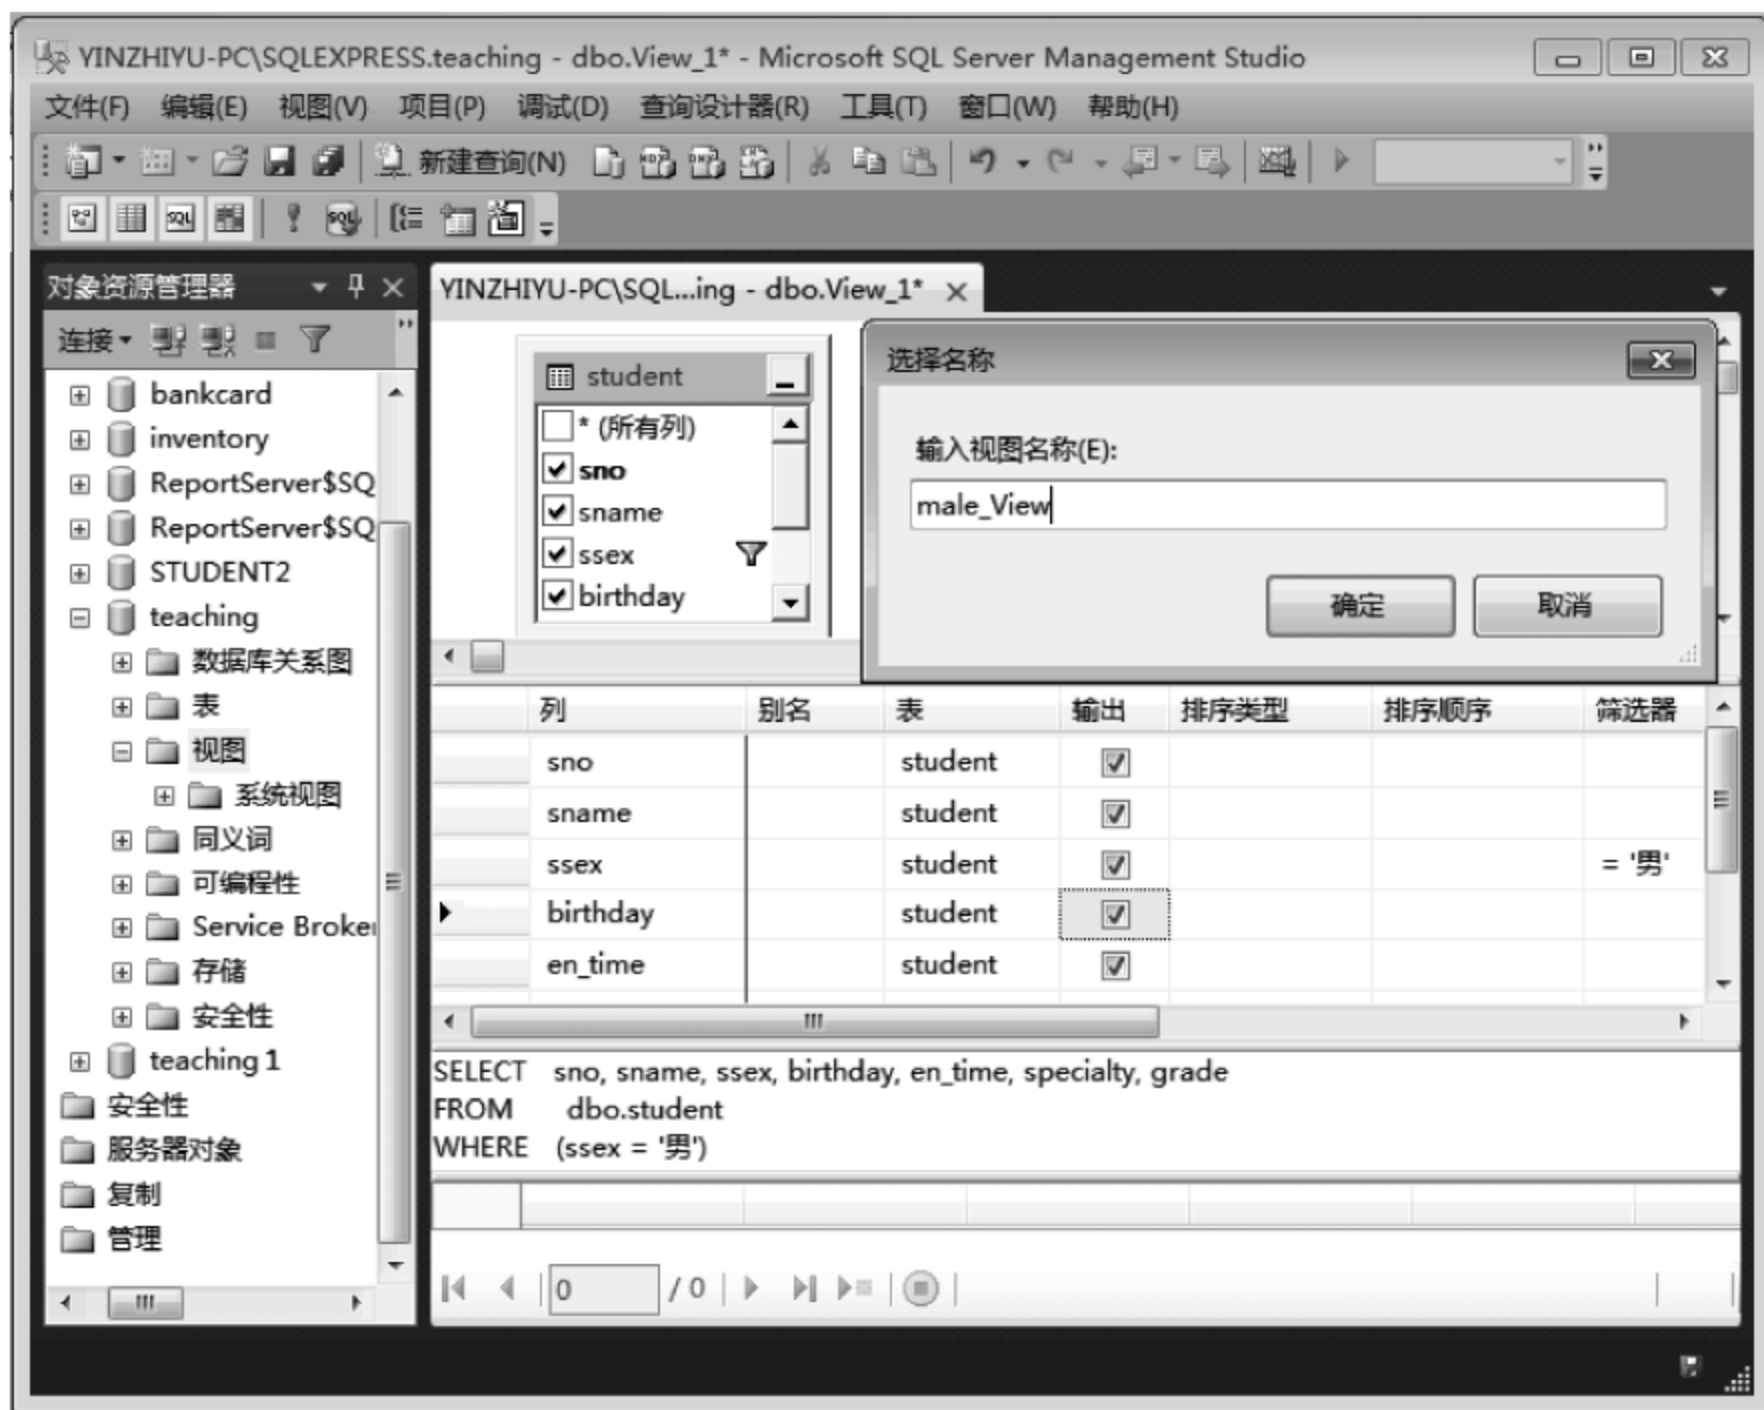 YINZHIYU-PC\SQLEXPRESS.teaching - dbo.View_1* - Microsoft SQL Server Management Studio
文件(F) 编辑(E) 视图(V) 项目(P) 调试(D) 查询设计器(R) 工具(T) 窗口(W) 帮助(H)
新建查询(N)
对象资源管理器
连接
bankcard
inventory
ReportServer$SQ
ReportServer$SQ
STUDENT2
teaching
数据库关系图
表
视图
系统视图
同义词
可编程性
Service Broker
存储
安全性
teaching1
安全性
服务器对象
复制
管理
YINZHIYU-PC\SQL...ing - dbo.View_1*
student
* (所有列)
sno
sname
ssex
birthday
选择名称
输入视图名称(E):
male_View
确定 取消
列 别名 表 输出 排序类型 排序顺序 筛选器
sno student
sname student
ssex student = '男'
birthday student
en_time student
SELECT sno, sname, ssex, birthday, en_time, specialty, grade
FROM dbo.student
WHERE (ssex = '男')
0 / 0